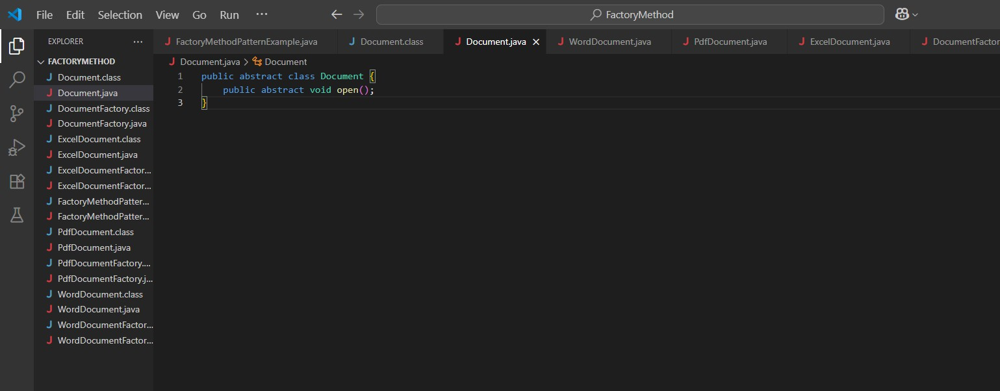 File Edit Selection View Go Run ...
FactoryMethod
EXPLORER ...
FACTORYMETHOD
Document.class
Document.java
DocumentFactory.class
DocumentFactory.java
ExcelDocument.class
ExcelDocument.java
ExcelDocumentFactor...
ExcelDocumentFactor...
FactoryMethodPatter...
FactoryMethodPatter...
PdfDocument.class
PdfDocument.java
PdfDocumentFactory....
PdfDocumentFactory.j...
WordDocument.class
WordDocument.java
WordDocumentFactor...
WordDocumentFactor...
FactoryMethodPatternExample.java Document.class Document.java WordDocument.java PdfDocument.java ExcelDocument.java DocumentFactor
Document.java > Document
1 public abstract class Document {
2     public abstract void open();
3 }